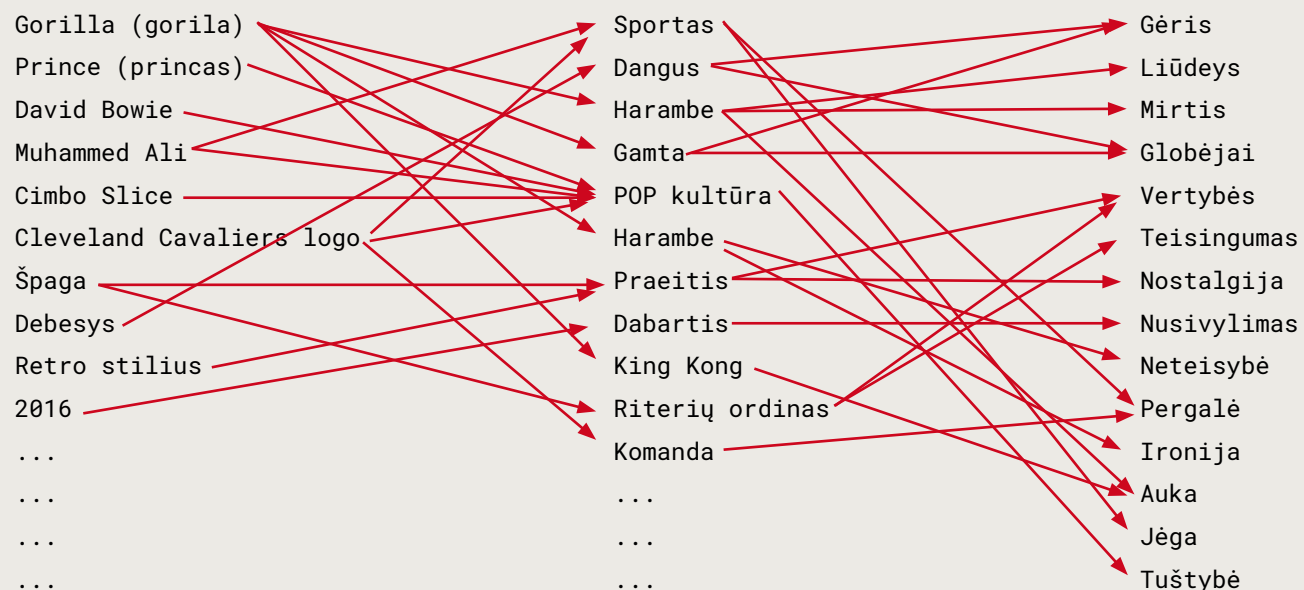 Gorilla (gorila) Sportas Gėris
Prince (princas) Dangus Liūdeys
David Bowie Harambe Mirtis
Muhammed Ali Gamta Globėjai
Cimbo Slice POP kultūra Vertybės
Cleveland Cavaliers logo Harambe Teisingumas
Špaga Praeitis Nostalgija
Debesys Dabartis Nusivylimas
Retro stilius King Kong Neteisybė
2016 Riterių ordinas Pergalė
... Komanda Ironija
... ... Auka
... ... Jėga
... ... Tuštybė